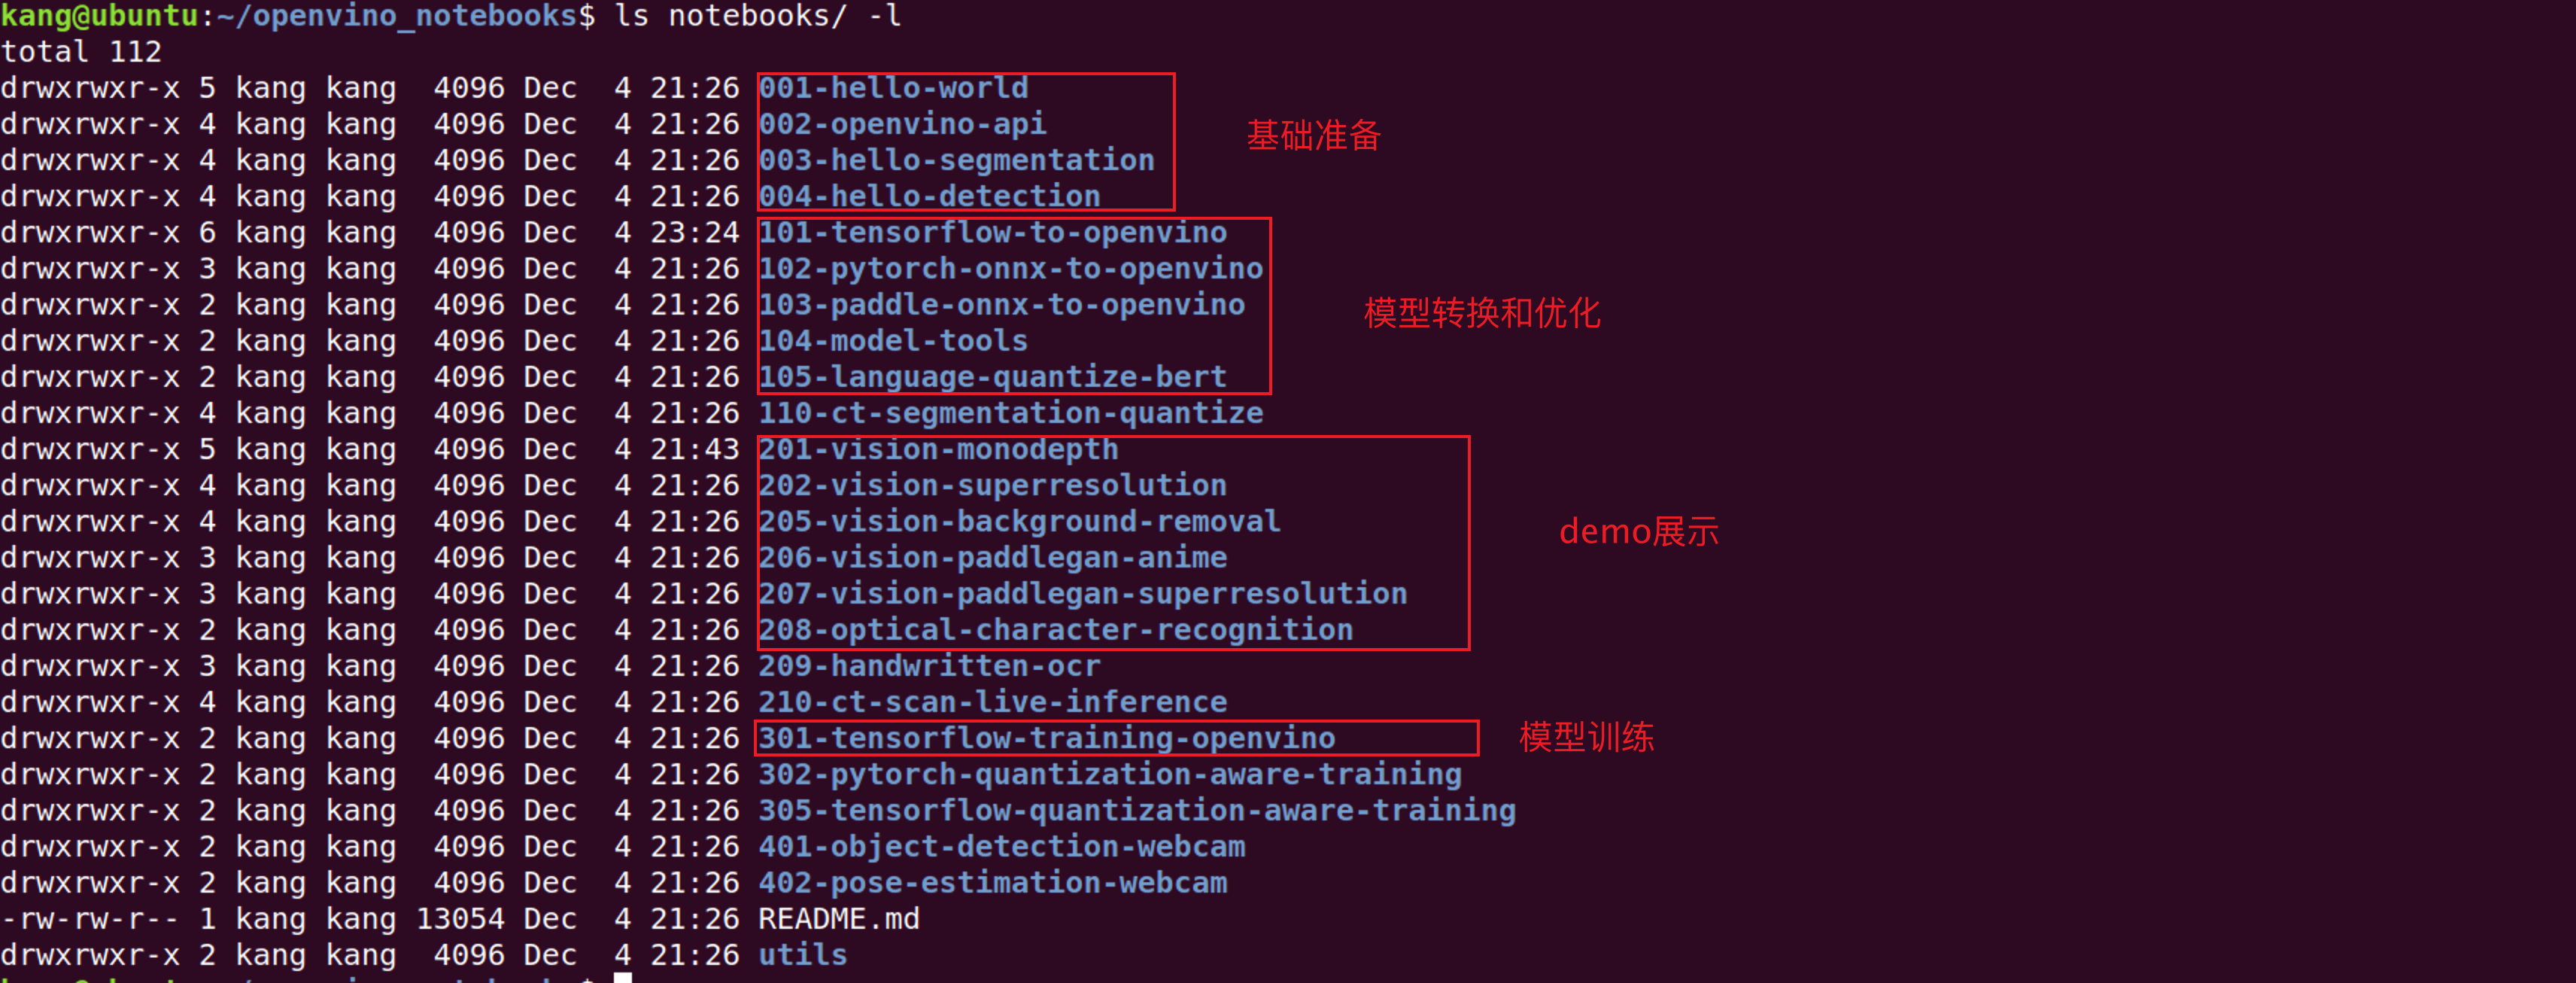 kang@ubuntu:~/openvino_notebooks$ ls notebooks/ -l
total 112
drwxrwxr-x 5 kang kang  4096 Dec  4 21:26 001-hello-world
drwxrwxr-x 4 kang kang  4096 Dec  4 21:26 002-openvino-api
基础准备
drwxrwxr-x 4 kang kang  4096 Dec  4 21:26 003-hello-segmentation
drwxrwxr-x 4 kang kang  4096 Dec  4 21:26 004-hello-detection
drwxrwxr-x 6 kang kang  4096 Dec  4 23:24 101-tensorflow-to-openvino
drwxrwxr-x 3 kang kang  4096 Dec  4 21:26 102-pytorch-onnx-to-openvino
drwxrwxr-x 2 kang kang  4096 Dec  4 21:26 103-paddle-onnx-to-openvino
模型转换和优化
drwxrwxr-x 2 kang kang  4096 Dec  4 21:26 104-model-tools
drwxrwxr-x 2 kang kang  4096 Dec  4 21:26 105-language-quantize-bert
drwxrwxr-x 4 kang kang  4096 Dec  4 21:26 110-ct-segmentation-quantize
drwxrwxr-x 5 kang kang  4096 Dec  4 21:43 201-vision-monodepth
drwxrwxr-x 4 kang kang  4096 Dec  4 21:26 202-vision-superresolution
drwxrwxr-x 4 kang kang  4096 Dec  4 21:26 205-vision-background-removal
demo展示
drwxrwxr-x 3 kang kang  4096 Dec  4 21:26 206-vision-paddlegan-anime
drwxrwxr-x 3 kang kang  4096 Dec  4 21:26 207-vision-paddlegan-superresolution
drwxrwxr-x 2 kang kang  4096 Dec  4 21:26 208-optical-character-recognition
drwxrwxr-x 3 kang kang  4096 Dec  4 21:26 209-handwritten-ocr
drwxrwxr-x 4 kang kang  4096 Dec  4 21:26 210-ct-scan-live-inference
drwxrwxr-x 2 kang kang  4096 Dec  4 21:26 301-tensorflow-training-openvino
模型训练
drwxrwxr-x 2 kang kang  4096 Dec  4 21:26 302-pytorch-quantization-aware-training
drwxrwxr-x 2 kang kang  4096 Dec  4 21:26 305-tensorflow-quantization-aware-training
drwxrwxr-x 2 kang kang  4096 Dec  4 21:26 401-object-detection-webcam
drwxrwxr-x 2 kang kang  4096 Dec  4 21:26 402-pose-estimation-webcam
-rw-rw-r-- 1 kang kang 13054 Dec  4 21:26 README.md
drwxrwxr-x 2 kang kang  4096 Dec  4 21:26 utils